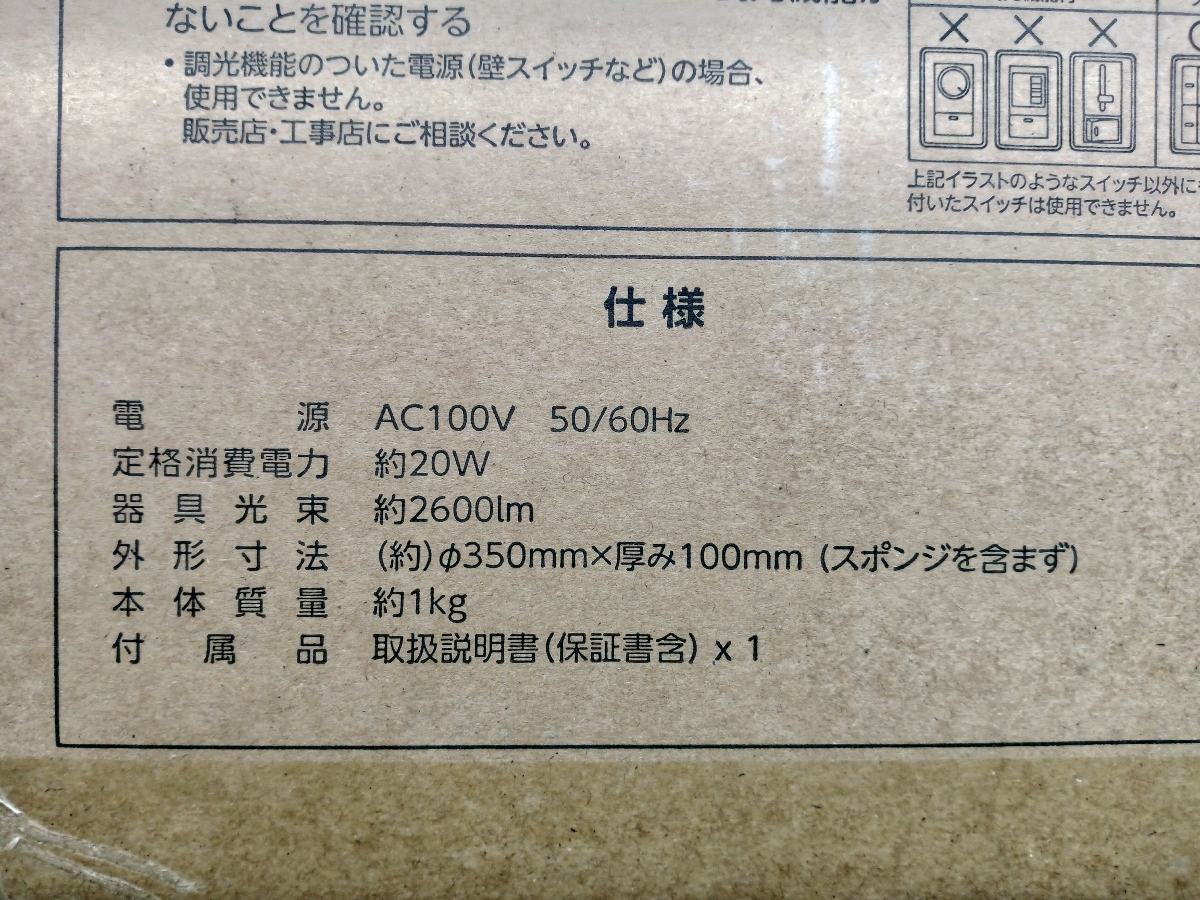 ないことを確認する
・調光機能のついた電源(壁スイッチなど)の場合、
使用できません。
販売店・工事店にご相談ください。
上記イラストのようなスイッチ以外に
付いたスイッチは使用できません。
仕様
電源 AC100V 50/60Hz
定格消費電力 約20W
器具光束 約2600lm
外形寸法 (約)φ350mm×厚み100mm (スポンジを含まず)
本体質量 約1kg
付属品 取扱説明書(保証書含) x 1